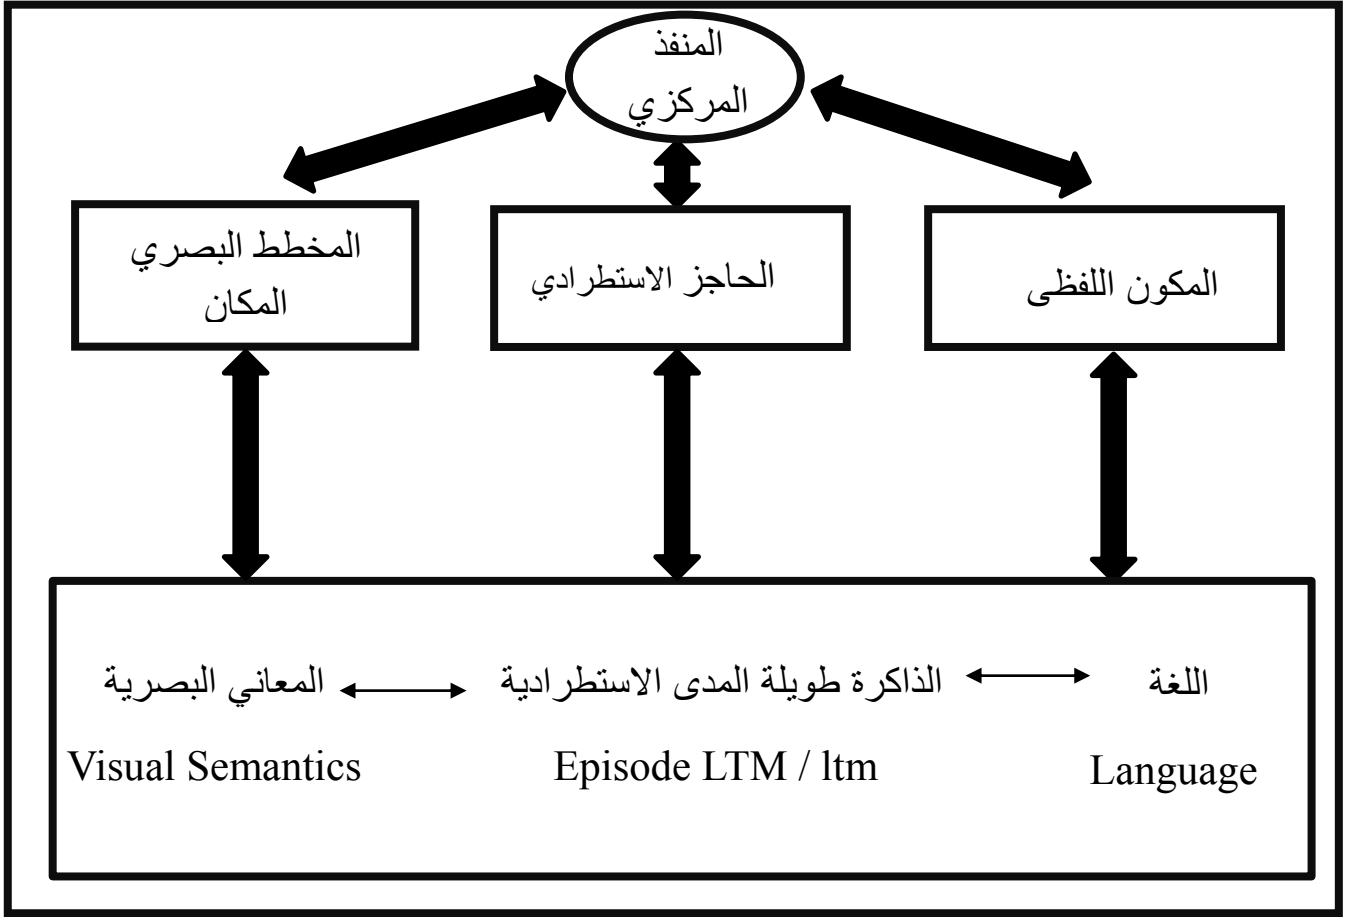 المنفذ
المركزي
المكون اللفظى
الحاجز الاستطرادي
المخطط البصري
المكان
اللغة
الذاكرة طويلة المدى الاستطرادية
المعاني البصرية
Visual Semantics
Episode LTM / ltm
Language